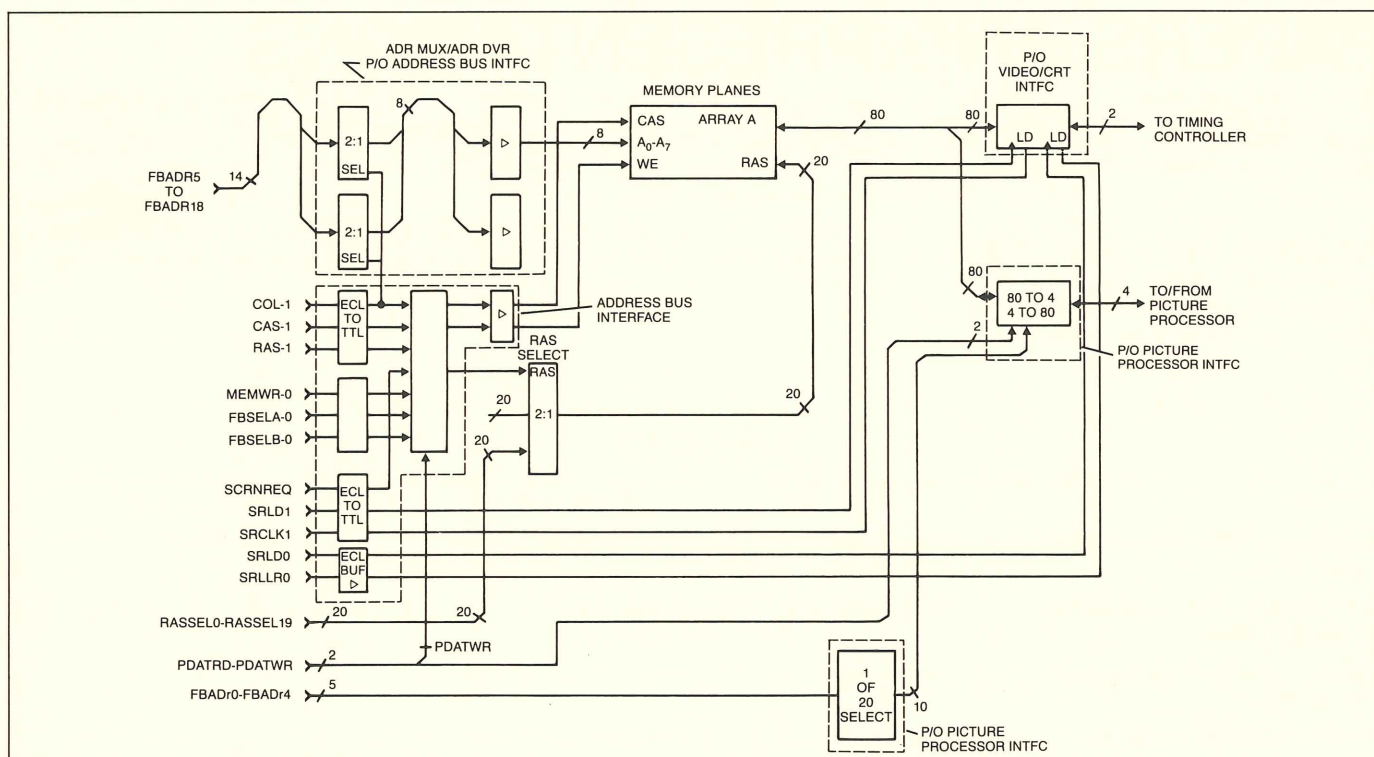 ADR MUX/ADR DVR
P/O ADDRESS BUS INTFC
8
2:1
SEL
▷
8
2:1
SEL
▷
FBADR5
TO
FBADR18
14
MEMORY PLANES
CAS
ARRAY A
A0-A7
WE
RAS
80
80
20
P/O
VIDEO/CRT
INTFC
LD
LD
2
TO TIMING
CONTROLLER
80
80 TO 4
4 TO 80
4
TO/FROM
PICTURE
PROCESSOR
2
P/O PICTURE
PROCESSOR INTFC
COL-1
CAS-1
RAS-1
ECL
TO
TTL
▷
ADDRESS BUS
INTERFACE
RAS
SELECT
RAS
20
2:1
20
20
MEMWR-0
FBSELA-0
FBSELB-0
SCRNREQ
SRLD1
SRCLK1
ECL
TO
TTL
SRLD0
SRLLR0
ECL
BUF
▷
RASSEL0-RASSEL19
20
20
PDATWR
PDATRD-PDATWR
2
FBADr0-FBADr4
5
1
OF
20
SELECT
10
P/O PICTURE
PROCESSOR INTFC